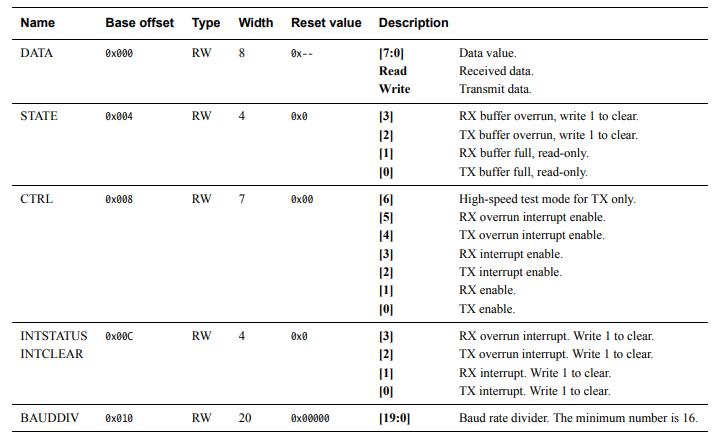 Name Base offset Type Width Reset value Description
DATA 0x000 RW 8 0x-- [7:0] Data value.
Read Received data.
Write Transmit data.
STATE 0x004 RW 4 0x0 [3] RX buffer overrun, write 1 to clear.
[2] TX buffer overrun, write 1 to clear.
[1] RX buffer full, read-only.
[0] TX buffer full, read-only.
CTRL 0x008 RW 7 0x00 [6] High-speed test mode for TX only.
[5] RX overrun interrupt enable.
[4] TX overrun interrupt enable.
[3] RX interrupt enable.
[2] TX interrupt enable.
[1] RX enable.
[0] TX enable.
INTSTATUS 0x00C RW 4 0x0 [3] RX overrun interrupt. Write 1 to clear.
INTCLEAR [2] TX overrun interrupt. Write 1 to clear.
[1] RX interrupt. Write 1 to clear.
[0] TX interrupt. Write 1 to clear.
BAUDDIV 0x010 RW 20 0x00000 [19:0] Baud rate divider. The minimum number is 16.